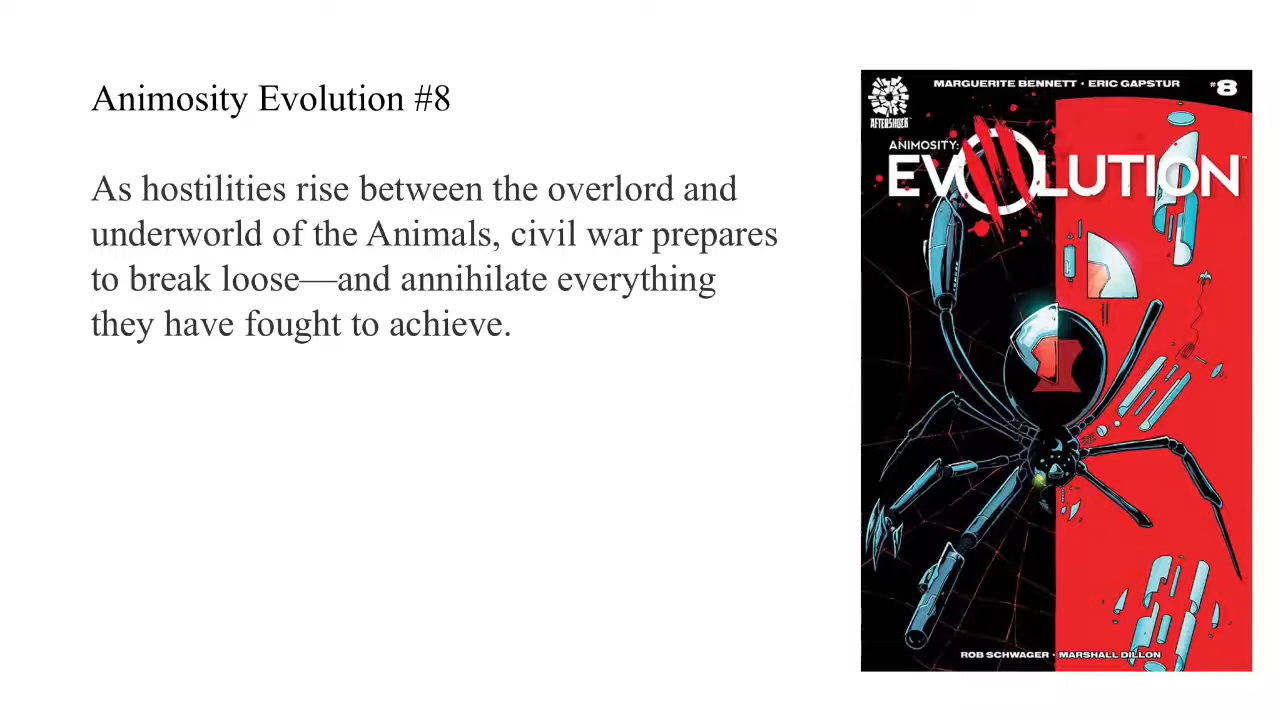 Animosity Evolution #8
As hostilities rise between the overlord and
underworld of the Animals, civil war prepares
to break loose—and annihilate everything
they have fought to achieve.
MARGUERITE BENNETT · ERIC GAPSTUR
#8
AFTERSHOCK
ANIMOSITY:
EVOLUTION™
ROB SCHWAGER · MARSHALL DILLON